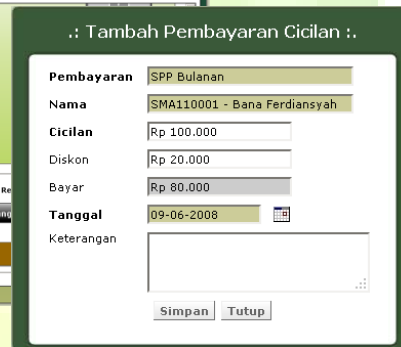 .: Tambah Pembayaran Cicilan :.
Pembayaran SPP Bulanan
Nama SMA110001 - Bana Ferdiansyah
Cicilan Rp 100.000
Diskon Rp 20.000
Bayar Rp 80.000
Tanggal 09-06-2008
Keterangan
Simpan Tutup